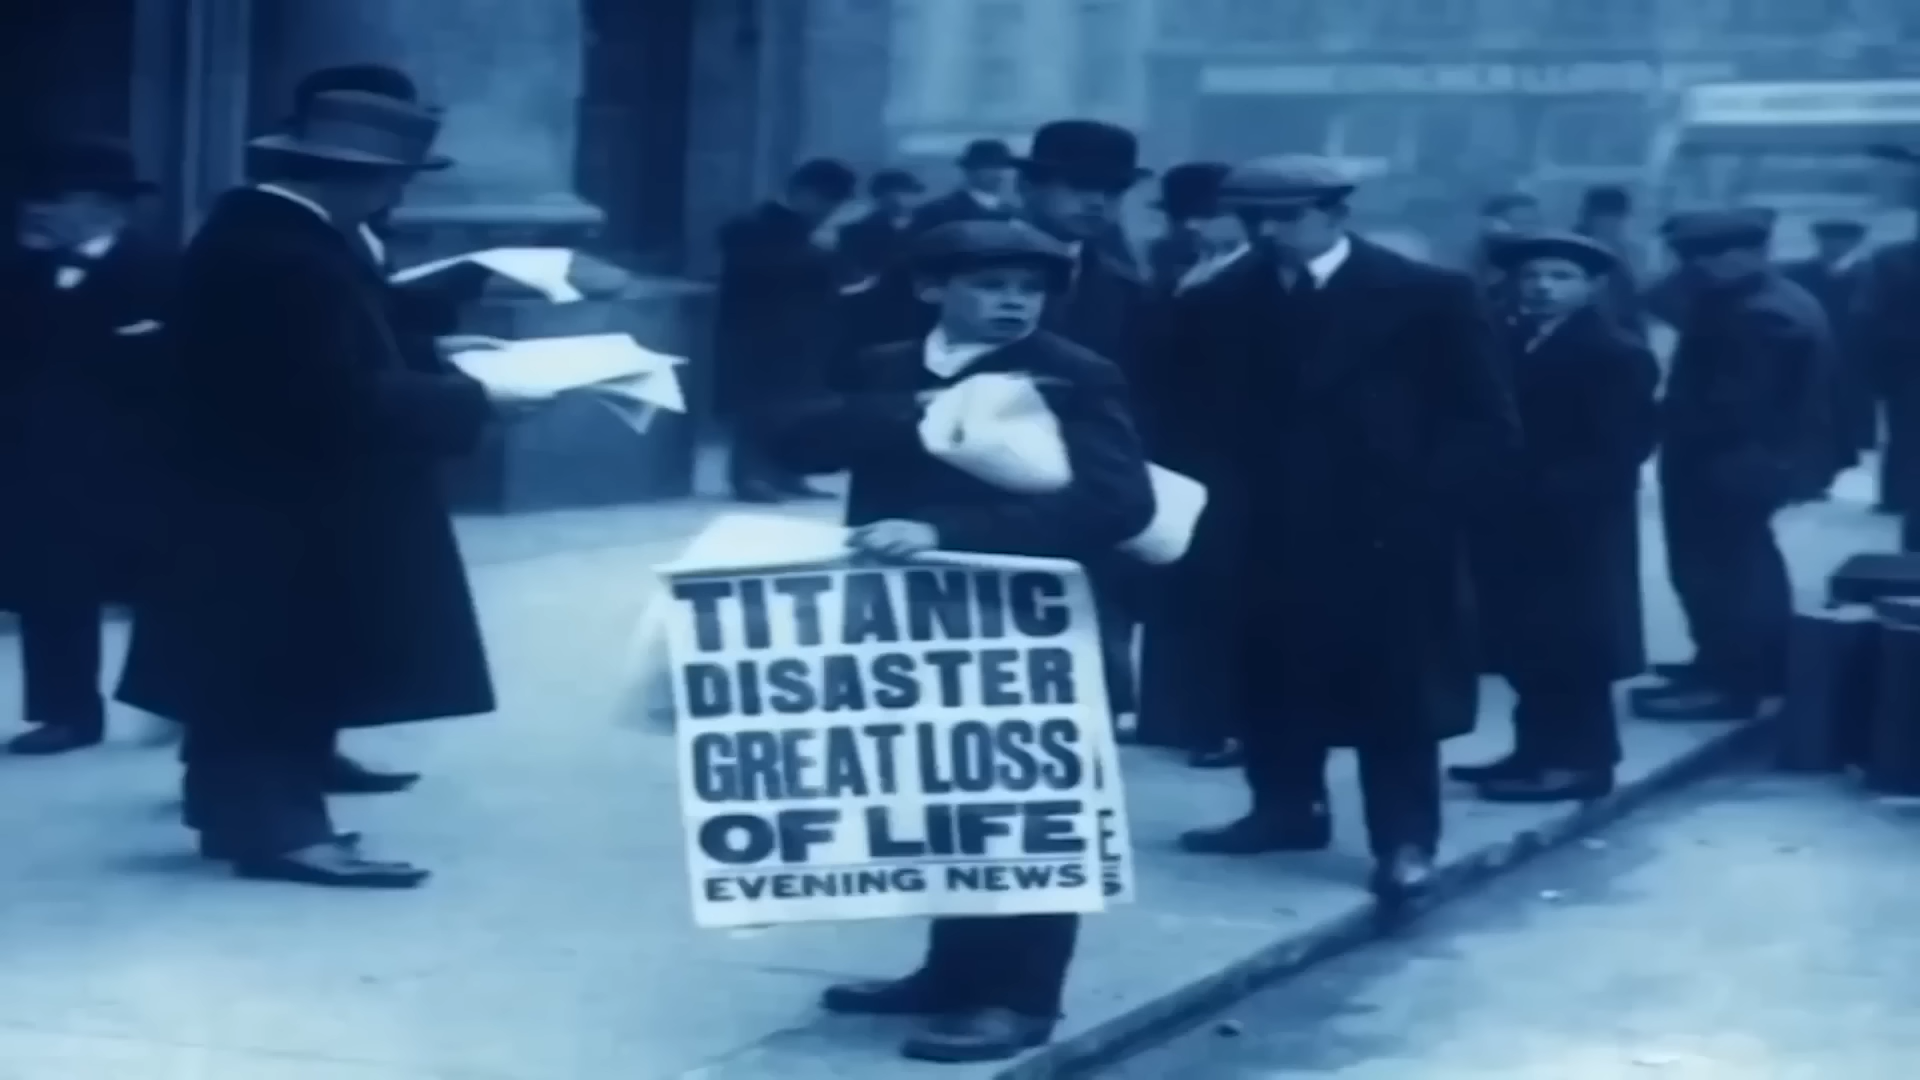 TITANIC
DISASTER
GREAT LOSS
OF LIFE
EVENING NEWS